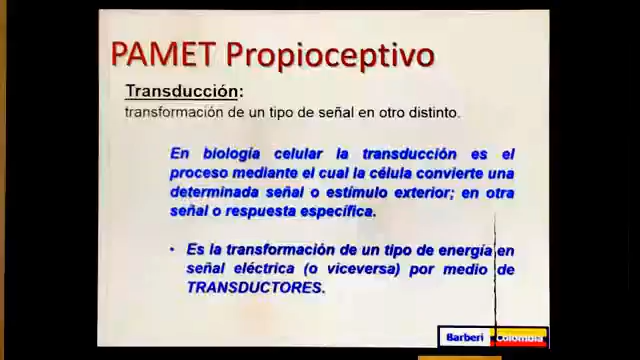 PAMET Propioceptivo
Transducción:
transformación de un tipo de señal en otro distinto.
En biología celular la transducción es el
proceso mediante el cual la célula convierte una
determinada señal o estímulo exterior; en otra
señal o respuesta específica.
• Es la transformación de un tipo de energía en
señal eléctrica (o viceversa) por medio de
TRANSDUCTORES.
Barberi Colombia